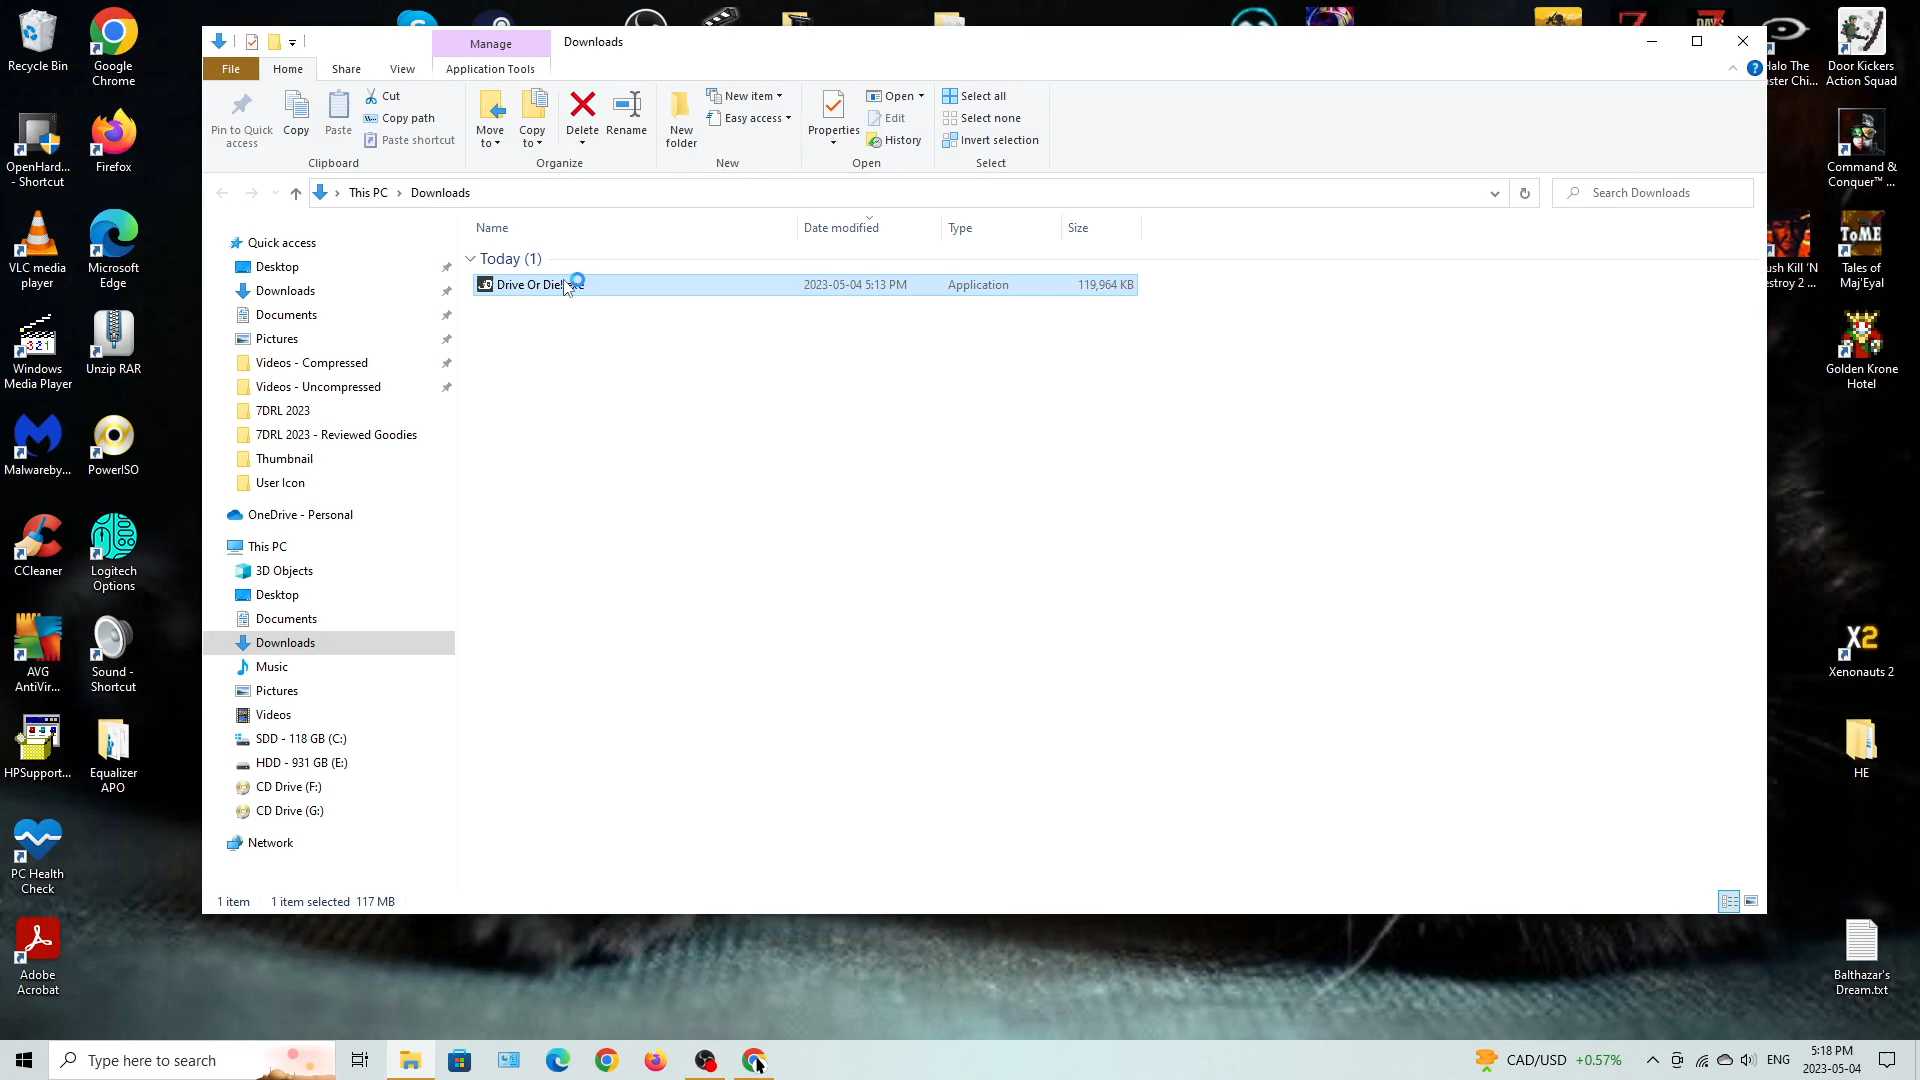 Recycle Bin
Google
Chrome
OpenHard...
- Shortcut
Firefox
VLC media
player
Microsoft
Edge
Windows
Media Player
Unzip RAR
Malwareby...
PowerISO
CCleaner
Logitech
Options
AVG
AntiVir...
Sound -
Shortcut
HPSupport...
Equalizer
APO
PC Health
Check
Adobe
Acrobat
Manage
Downloads
File
Home
Share
View
Application Tools
Pin to Quick
access
Copy
Paste
Cut
Copy path
Paste shortcut
Clipboard
Move
to
Copy
to
Delete
Rename
Organize
New
folder
New item
Easy access
New
Properties
Open
Edit
History
Open
Select all
Select none
Invert selection
Select
This PC > Downloads
Search Downloads
Name
Date modified
Type
Size
Today (1)
Drive Or Die
2023-05-04 5:13 PM
Application
119,964 KB
Quick access
Desktop
Downloads
Documents
Pictures
Videos - Compressed
Videos - Uncompressed
7DRL 2023
7DRL 2023 - Reviewed Goodies
Thumbnail
User Icon
OneDrive - Personal
This PC
3D Objects
Desktop
Documents
Downloads
Music
Pictures
Videos
SDD - 118 GB (C:)
HDD - 931 GB (E:)
CD Drive (F:)
CD Drive (G:)
Network
1 item
1 item selected 117 MB
Door Kickers
Action Squad
Command &
Conquer™ ...
ToME
Tales of
Maj'Eyal
Golden Krone
Hotel
X2
Xenonauts 2
HE
Balthazar's
Dream.txt
Type here to search
CAD/USD +0.57%
ENG
5:18 PM
2023-05-04